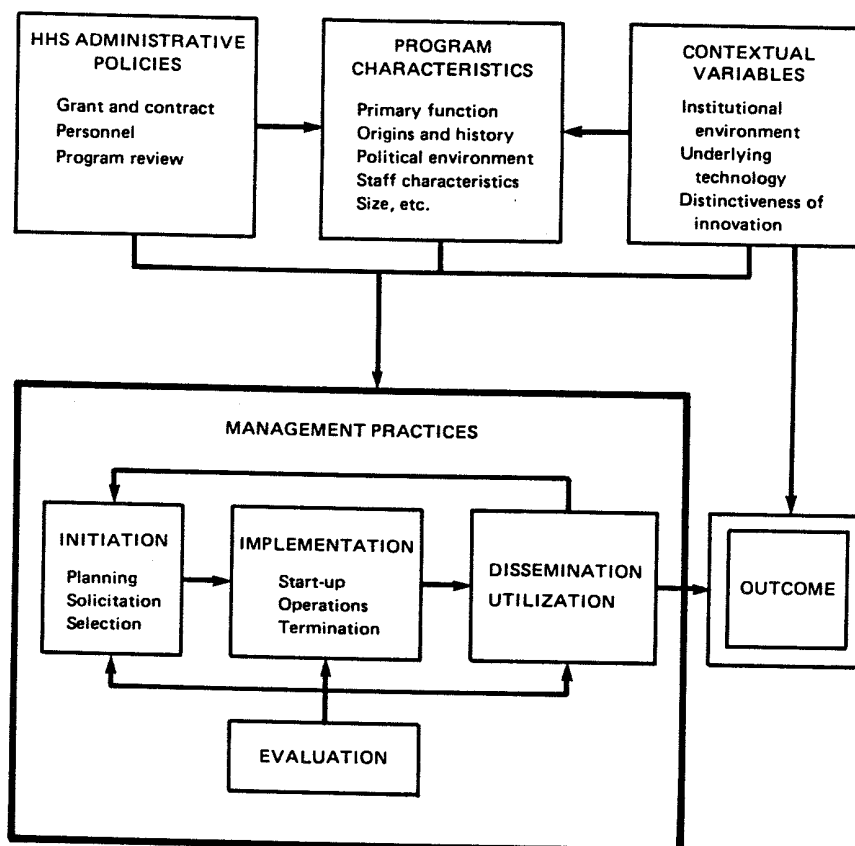 HHS ADMINISTRATIVE
POLICIES
Grant and contract
Personnel
Program review
PROGRAM
CHARACTERISTICS
Primary function
Origins and history
Political environment
Staff characteristics
Size, etc.
CONTEXTUAL
VARIABLES
Institutional
environment
Underlying
technology
Distinctiveness of
innovation
MANAGEMENT PRACTICES
INITIATION
Planning
Solicitation
Selection
IMPLEMENTATION
Start-up
Operations
Termination
DISSEMINATION
UTILIZATION
OUTCOME
EVALUATION